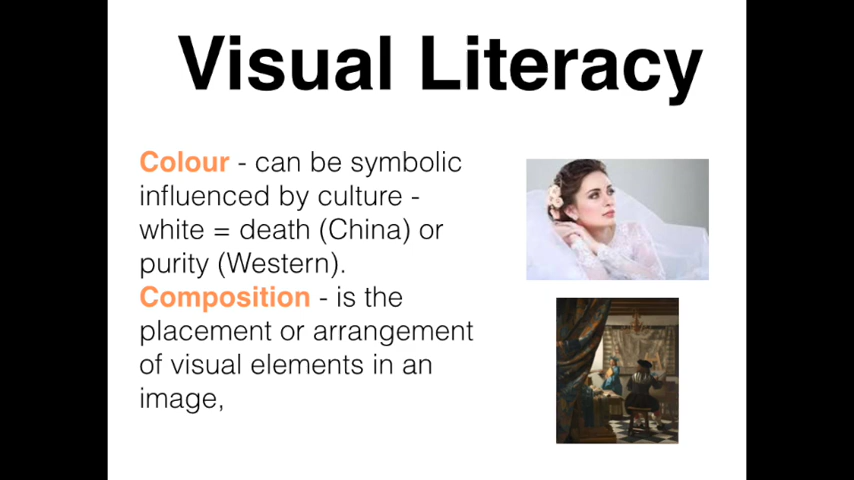 Visual Literacy
Colour - can be symbolic
influenced by culture -
white = death (China) or
purity (Western).
Composition - is the
placement or arrangement
of visual elements in an
image,